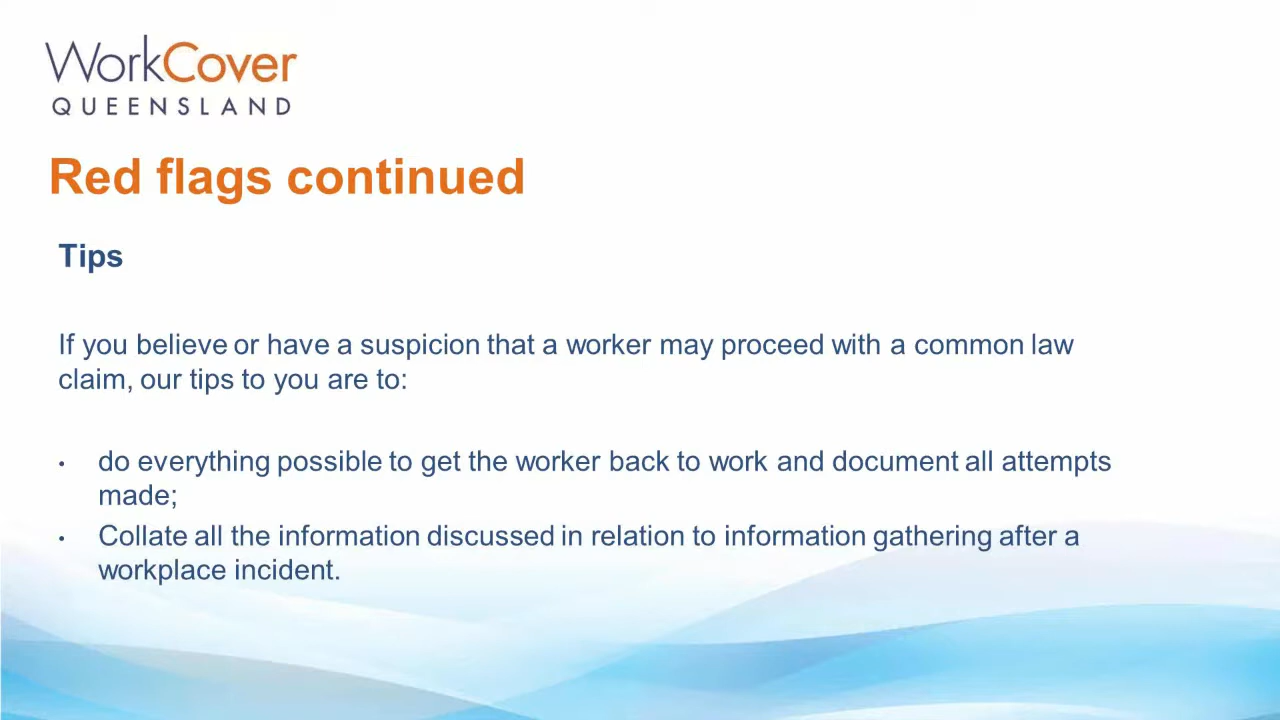 WorkCover
QUEENSLAND
Red flags continued
Tips
If you believe or have a suspicion that a worker may proceed with a common law
claim, our tips to you are to:
• do everything possible to get the worker back to work and document all attempts
made;
• Collate all the information discussed in relation to information gathering after a
workplace incident.